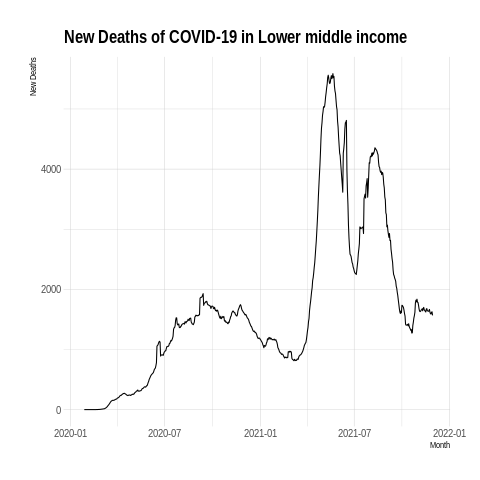 New Deaths of COVID-19 in Lower middle income
New Deaths
4000
2000
0
2020-01 2020-07 2021-01 2021-07 2022-01
Month